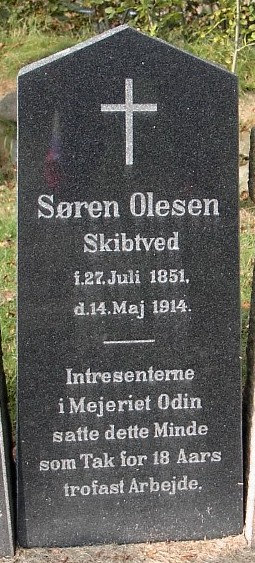 Søren Olesen
Skibtved
f.27.Juli 1851.
d.14.Maj 1914.
Intresenterne
i Mejeriet Odin
satte dette Minde
som Tak for 18 Aars
trofast Arbejde.